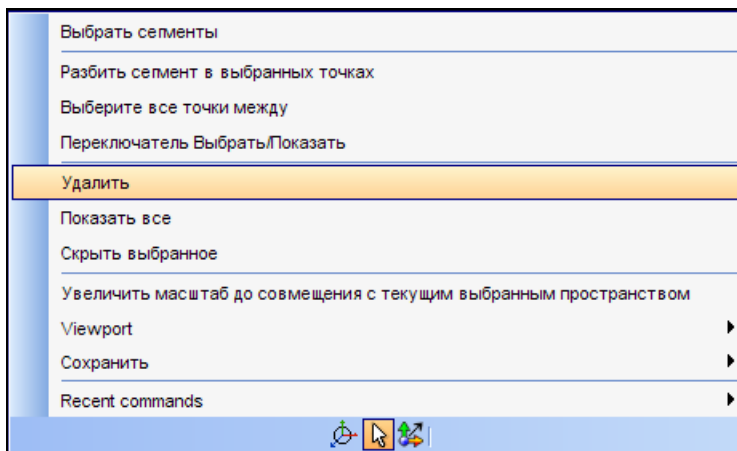 Выбрать сегменты
Разбить сегмент в выбранных точках
Выберите все точки между
Переключатель Выбрать/Показать
Удалить
Показать все
Скрыть выбранное
Увеличить масштаб до совмещения с текущим выбранным пространством
Viewport
Сохранить
Recent commands